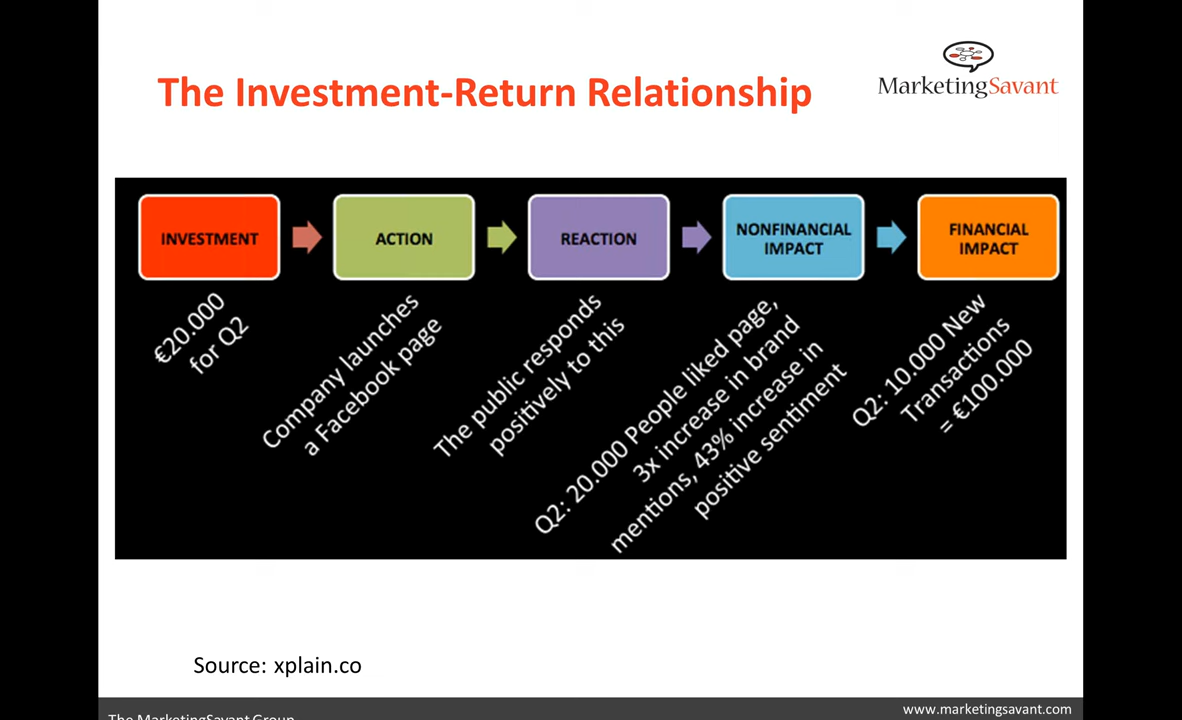 The Investment-Return Relationship
MarketingSavant
INVESTMENT
ACTION
REACTION
NONFINANCIAL
IMPACT
FINANCIAL
IMPACT
€20.000
for Q2
Company launches
a Facebook page
The public responds
positively to this
Q2: 20.000 People liked page,
3x increase in brand
mentions, 43% increase in
positive sentiment
Q2: 10.000 New
Transactions
= €100.000
Source: xplain.co
The MarketingSavant Group
www.marketingsavant.com